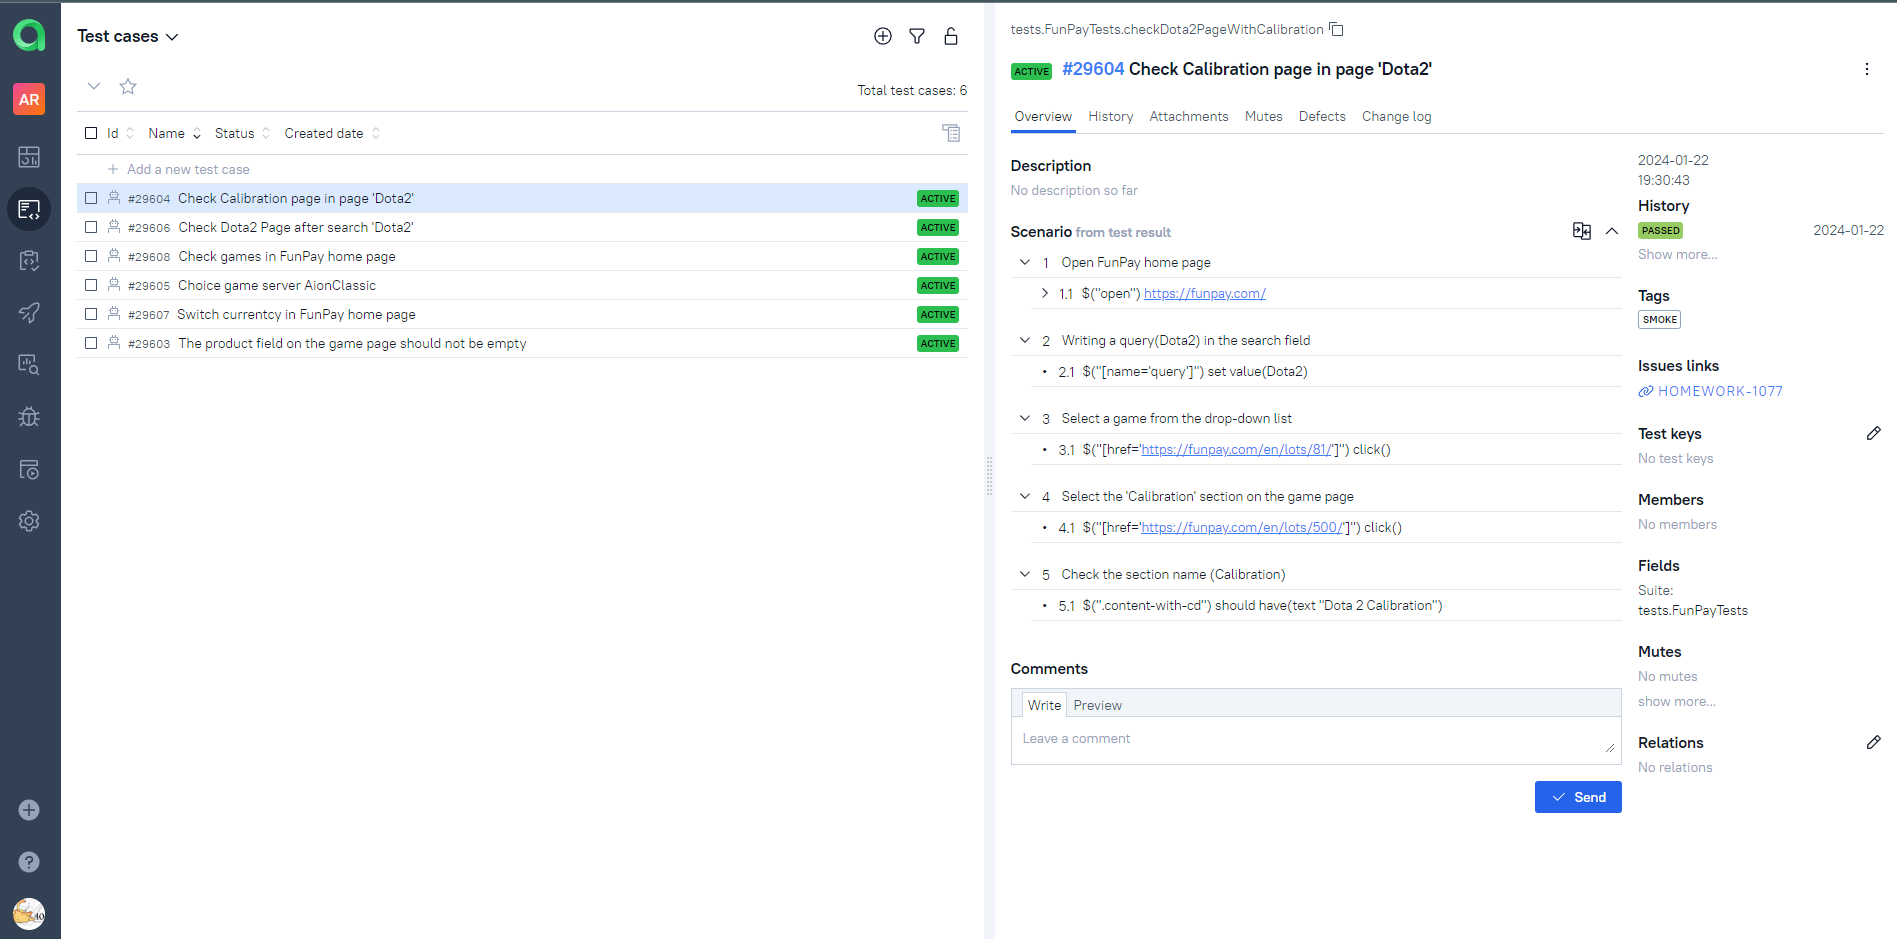 Test cases
AR
Total test cases: 6
Id Name Status Created date
Add a new test case
#29604 Check Calibration page in page 'Dota2' ACTIVE
#29606 Check Dota2 Page after search 'Dota2' ACTIVE
#29608 Check games in FunPay home page ACTIVE
#29605 Choice game server AionClassic ACTIVE
#29607 Switch currentcy in FunPay home page ACTIVE
#29603 The product field on the game page should not be empty ACTIVE
tests.FunPayTests.checkDota2PageWithCalibration
ACTIVE #29604 Check Calibration page in page 'Dota2'
Overview History Attachments Mutes Defects Change log
Description
No description so far
Scenario from test result
1 Open FunPay home page
1.1 $("open") https://funpay.com/
2 Writing a query(Dota2) in the search field
2.1 $("[name='query']") set value(Dota2)
3 Select a game from the drop-down list
3.1 $("[href='https://funpay.com/en/lots/81/']") click()
4 Select the 'Calibration' section on the game page
4.1 $("[href='https://funpay.com/en/lots/500/']") click()
5 Check the section name (Calibration)
5.1 $(".content-with-cd") should have(text "Dota 2 Calibration")
Comments
Write Preview
Leave a comment
Send
2024-01-22
19:30:43
History
PASSED 2024-01-22
Show more...
Tags
SMOKE
Issues links
HOMEWORK-1077
Test keys
No test keys
Members
No members
Fields
Suite:
tests.FunPayTests
Mutes
No mutes
show more...
Relations
No relations